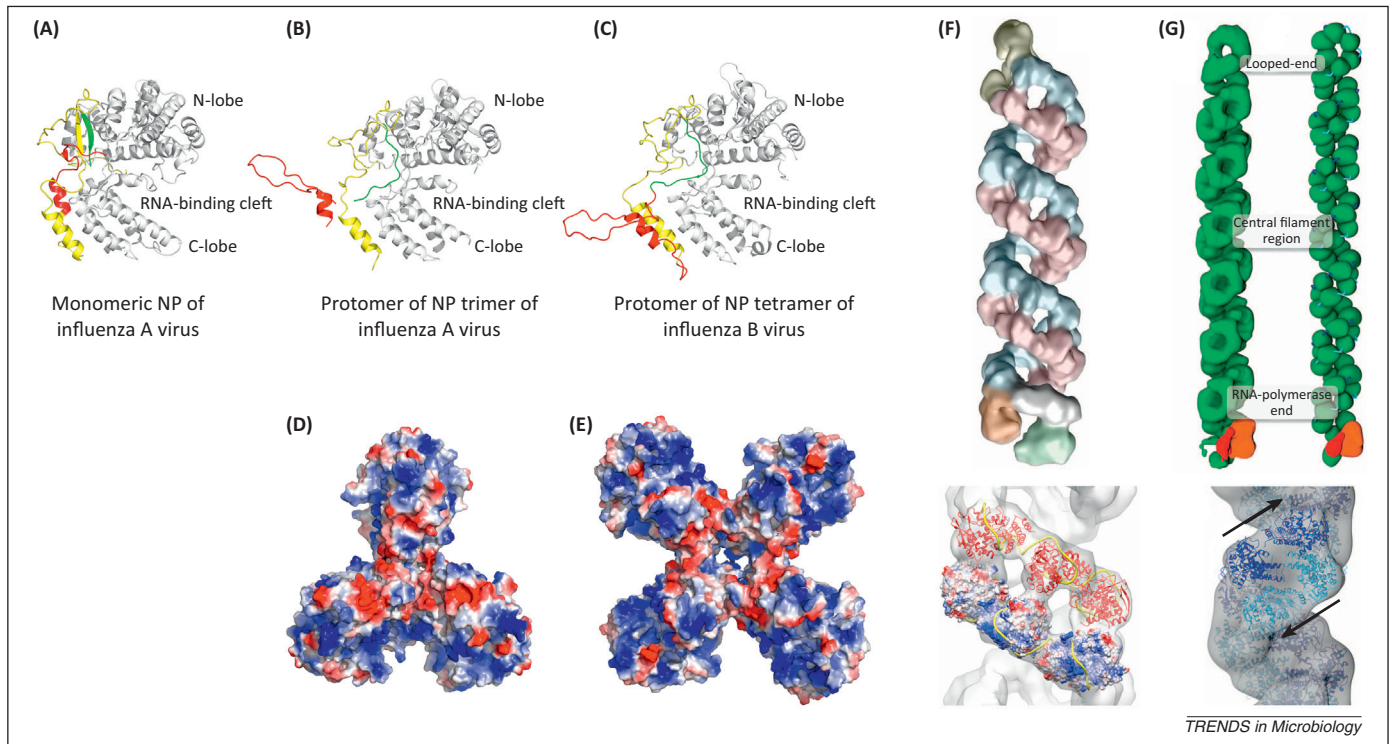 (A)
(B)
(C)
(F)
(G)
N-lobe
RNA-binding cleft
C-lobe
N-lobe
RNA-binding cleft
C-lobe
N-lobe
RNA-binding cleft
C-lobe
Monomeric NP of
influenza A virus
Protomer of NP trimer of
influenza A virus
Protomer of NP tetramer of
influenza B virus
Looped-end
Central filament
region
RNA-polymerase
end
(D)
(E)
TRENDS in Microbiology